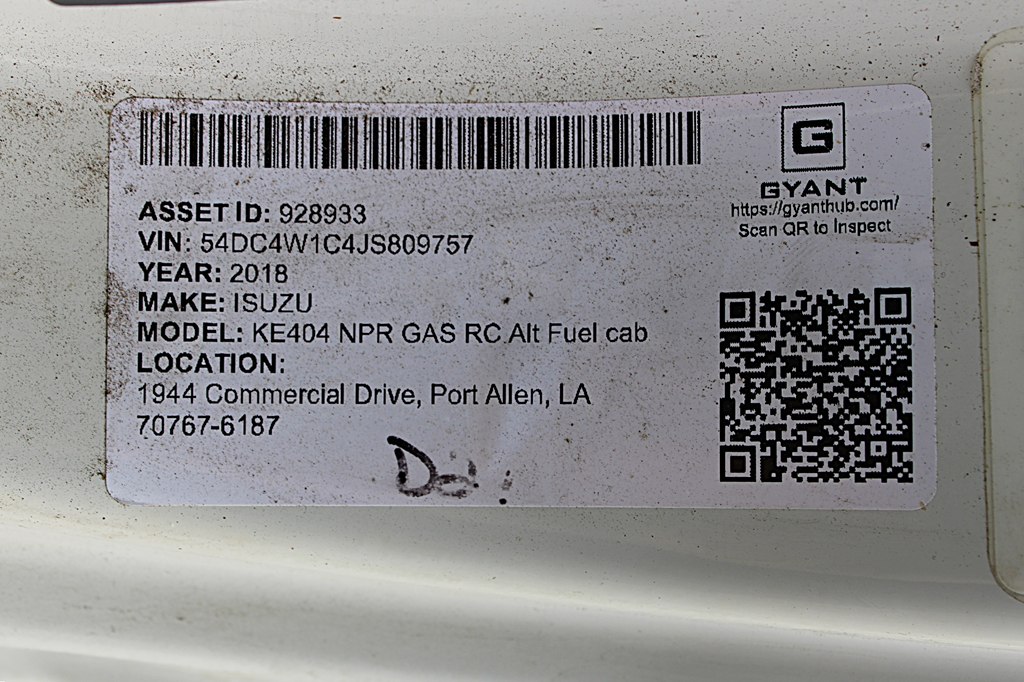 G
GYANT
https://gyanthub.com/
Scan QR to Inspect
ASSET ID: 928933
VIN: 54DC4W1C4JS809757
YEAR: 2018
MAKE: ISUZU
MODEL: KE404 NPR GAS RC Alt Fuel cab
LOCATION:
1944 Commercial Drive, Port Allen, LA
70767-6187